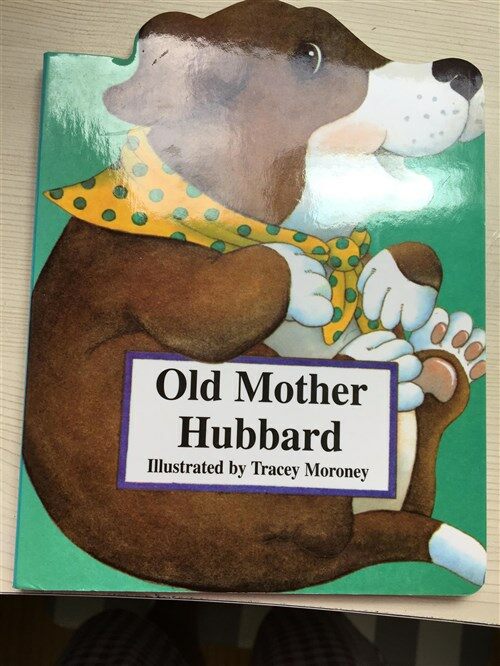 Old Mother
Hubbard
Illustrated by Tracey Moroney